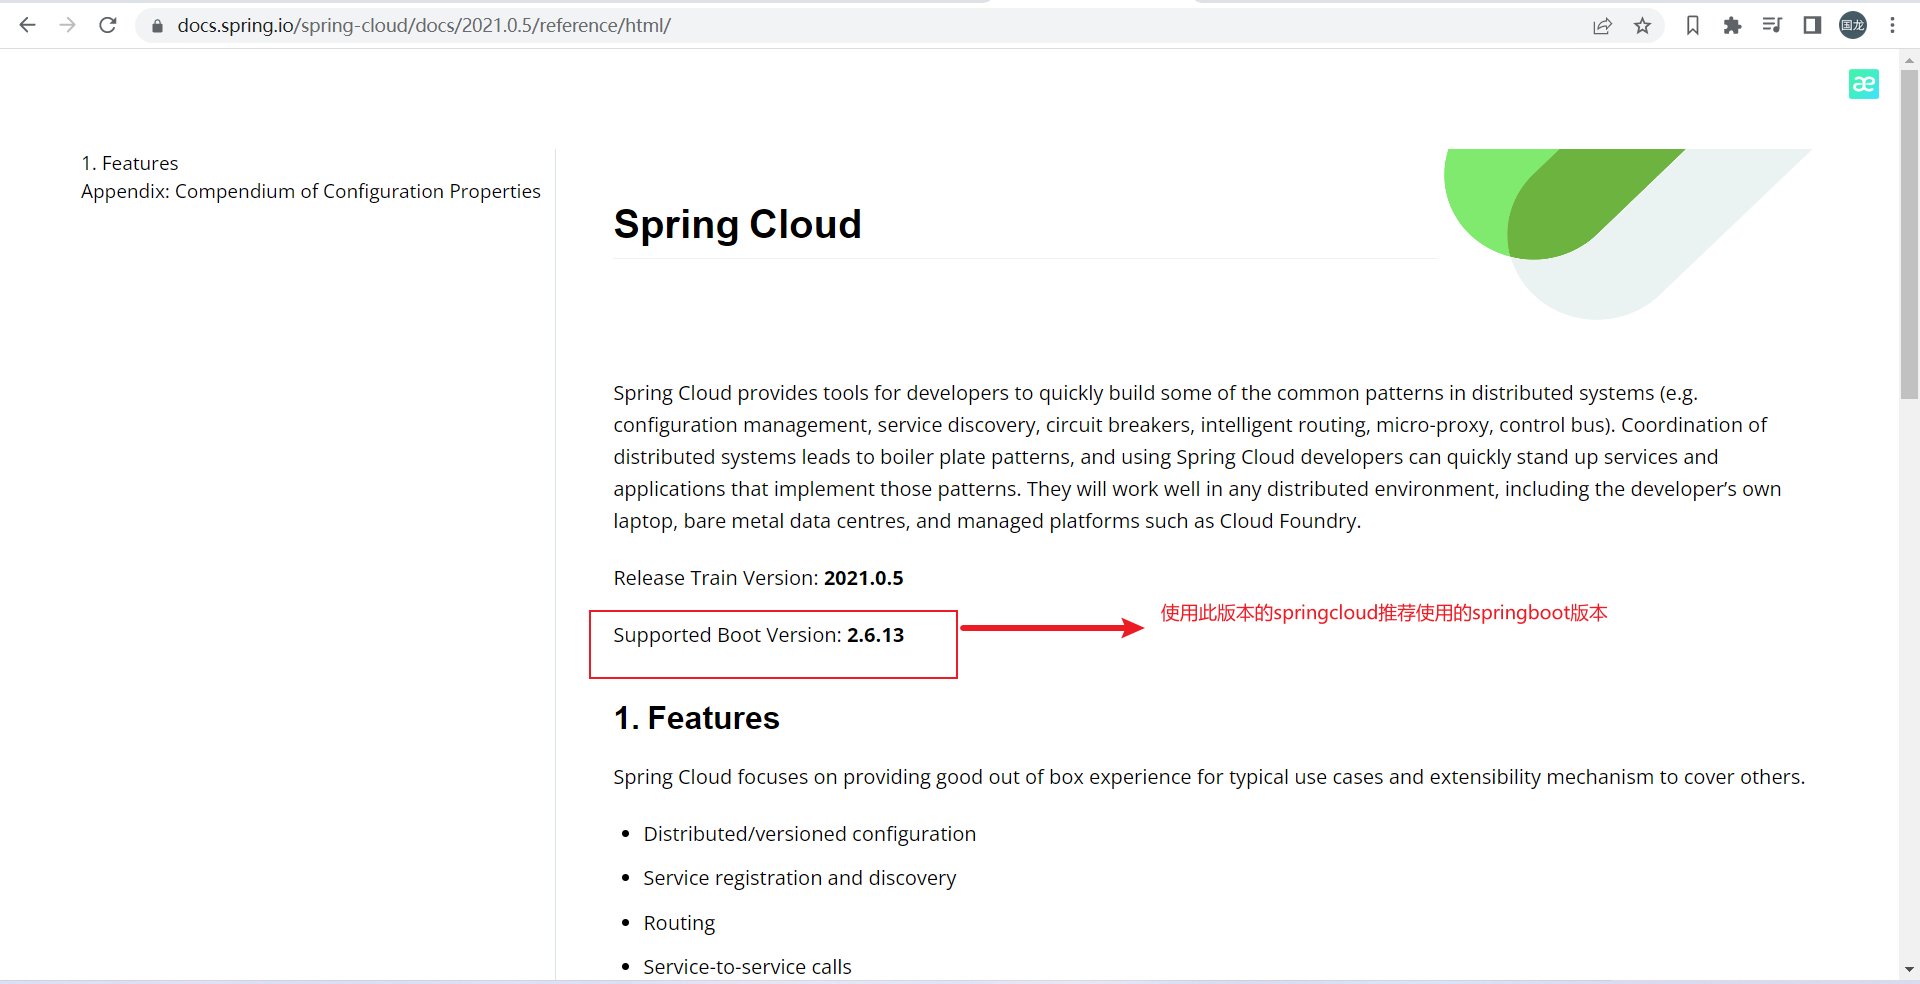 docs.spring.io/spring-cloud/docs/2021.0.5/reference/html/
国龙
æ
1. Features
Appendix: Compendium of Configuration Properties
Spring Cloud
Spring Cloud provides tools for developers to quickly build some of the common patterns in distributed systems (e.g.
configuration management, service discovery, circuit breakers, intelligent routing, micro-proxy, control bus). Coordination of
distributed systems leads to boiler plate patterns, and using Spring Cloud developers can quickly stand up services and
applications that implement those patterns. They will work well in any distributed environment, including the developer’s own
laptop, bare metal data centres, and managed platforms such as Cloud Foundry.
Release Train Version: 2021.0.5
使用此版本的springcloud推荐使用的springboot版本
Supported Boot Version: 2.6.13
1. Features
Spring Cloud focuses on providing good out of box experience for typical use cases and extensibility mechanism to cover others.
• Distributed/versioned configuration
• Service registration and discovery
• Routing
• Service-to-service calls